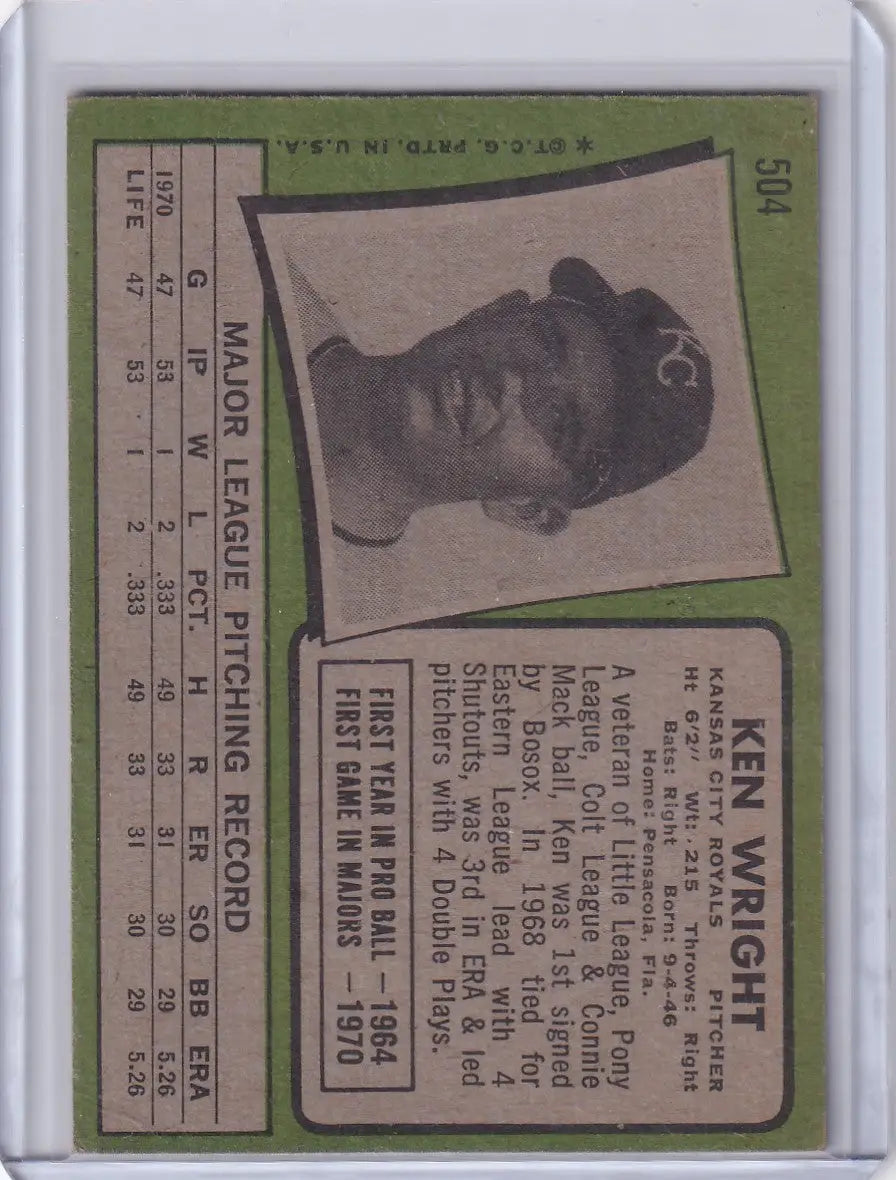 504
KC
*©T.C.G. PRTD. IN U.S.A.
KEN WRIGHT
KANSAS CITY ROYALS PITCHER
Ht 6/2" Wt: 215 Throws: Right
Bats: Right Born: 9-4-46
Home: Pensacola, Fla.
A veteran of Little League, Pony
League, Colt League & Connie
Mack ball, Ken was 1st signed
by Bosox. In 1968 tied for
Eastern League lead with 4
Shutouts, was 3rd in ERA & led
pitchers with 4 Double Plays.
FIRST YEAR IN PRO BALL — 1964
FIRST GAME IN MAJORS — 1970
MAJOR LEAGUE PITCHING RECORD
G IP W L PCT. H R ER SO BB ERA
1970 47 53 1 2 .333 49 33 31 30 29 5.26
LIFE 47 53 1 2 .333 49 33 31 30 29 5.26